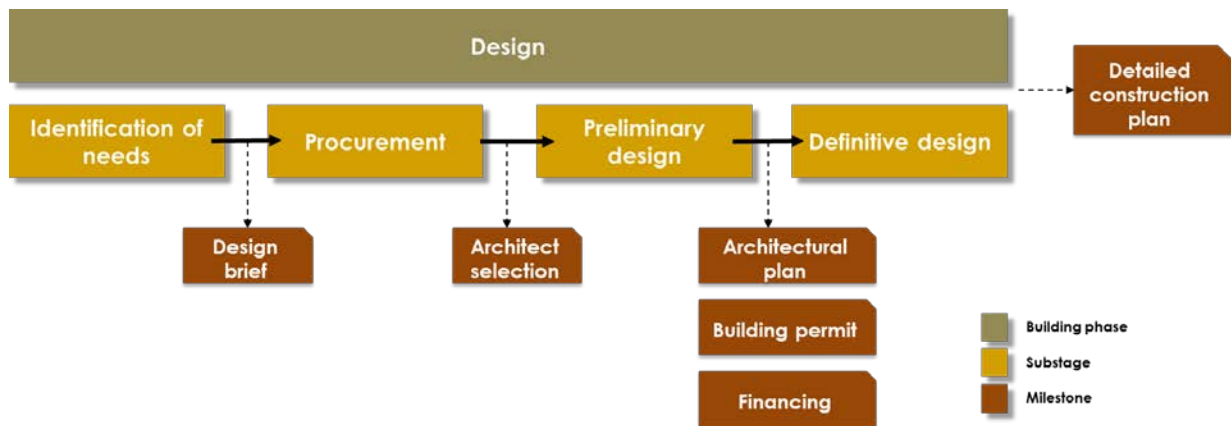 Design
Detailed
construction
plan
Identification of
needs
Procurement
Preliminary
design
Definitive design
Design
brief
Architect
selection
Architectural
plan
Building permit
Financing
Building phase
Substage
Milestone